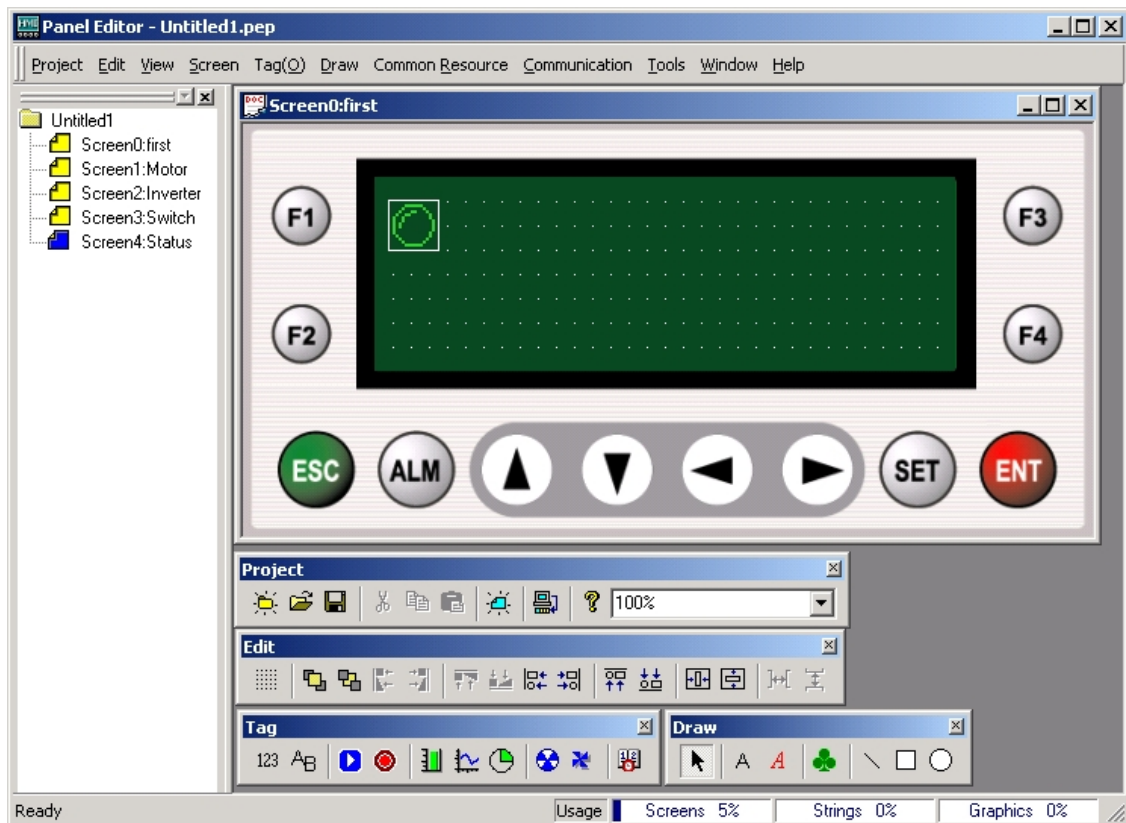 Panel Editor - Untitled1.pep
Project Edit View Screen Tag(O) Draw Common Resource Communication Tools Window Help
Untitled1
Screen0:first
Screen1:Motor
Screen2:Inverter
Screen3:Switch
Screen4:Status
Screen0:first
F1
F3
F2
F4
ESC ALM SET ENT
Project
100%
Edit
Tag
123 AB
Draw
A A
Ready
Usage Screens 5% Strings 0% Graphics 0%